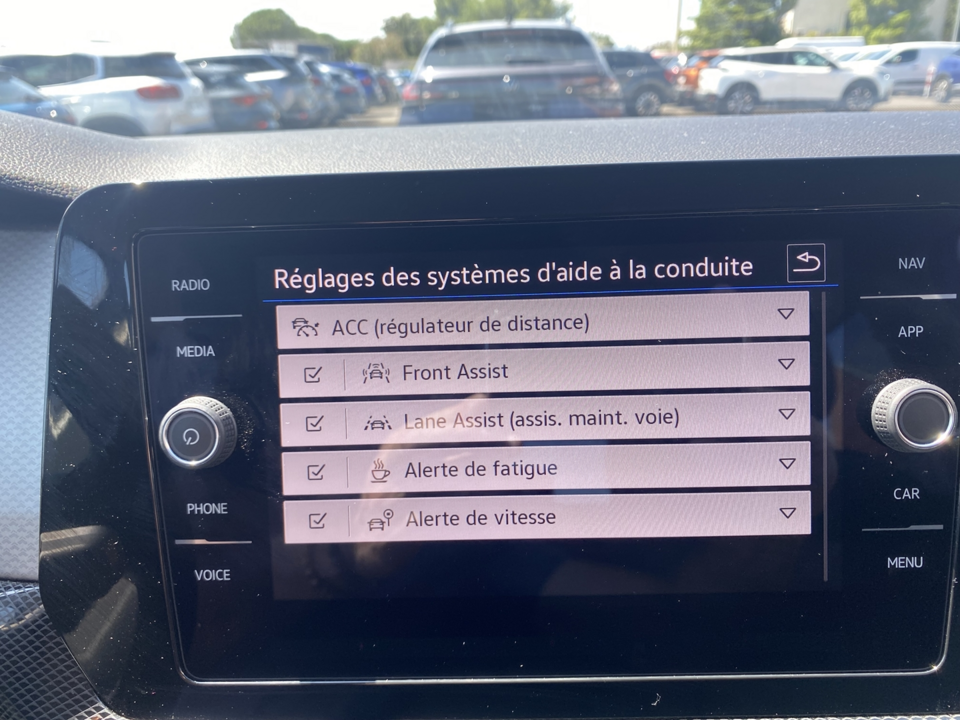 Réglages des systèmes d'aide à la conduite
ACC (régulateur de distance)
Front Assist
Lane Assist (assis. maint. voie)
Alerte de fatigue
Alerte de vitesse
RADIO
MEDIA
PHONE
VOICE
NAV
APP
CAR
MENU